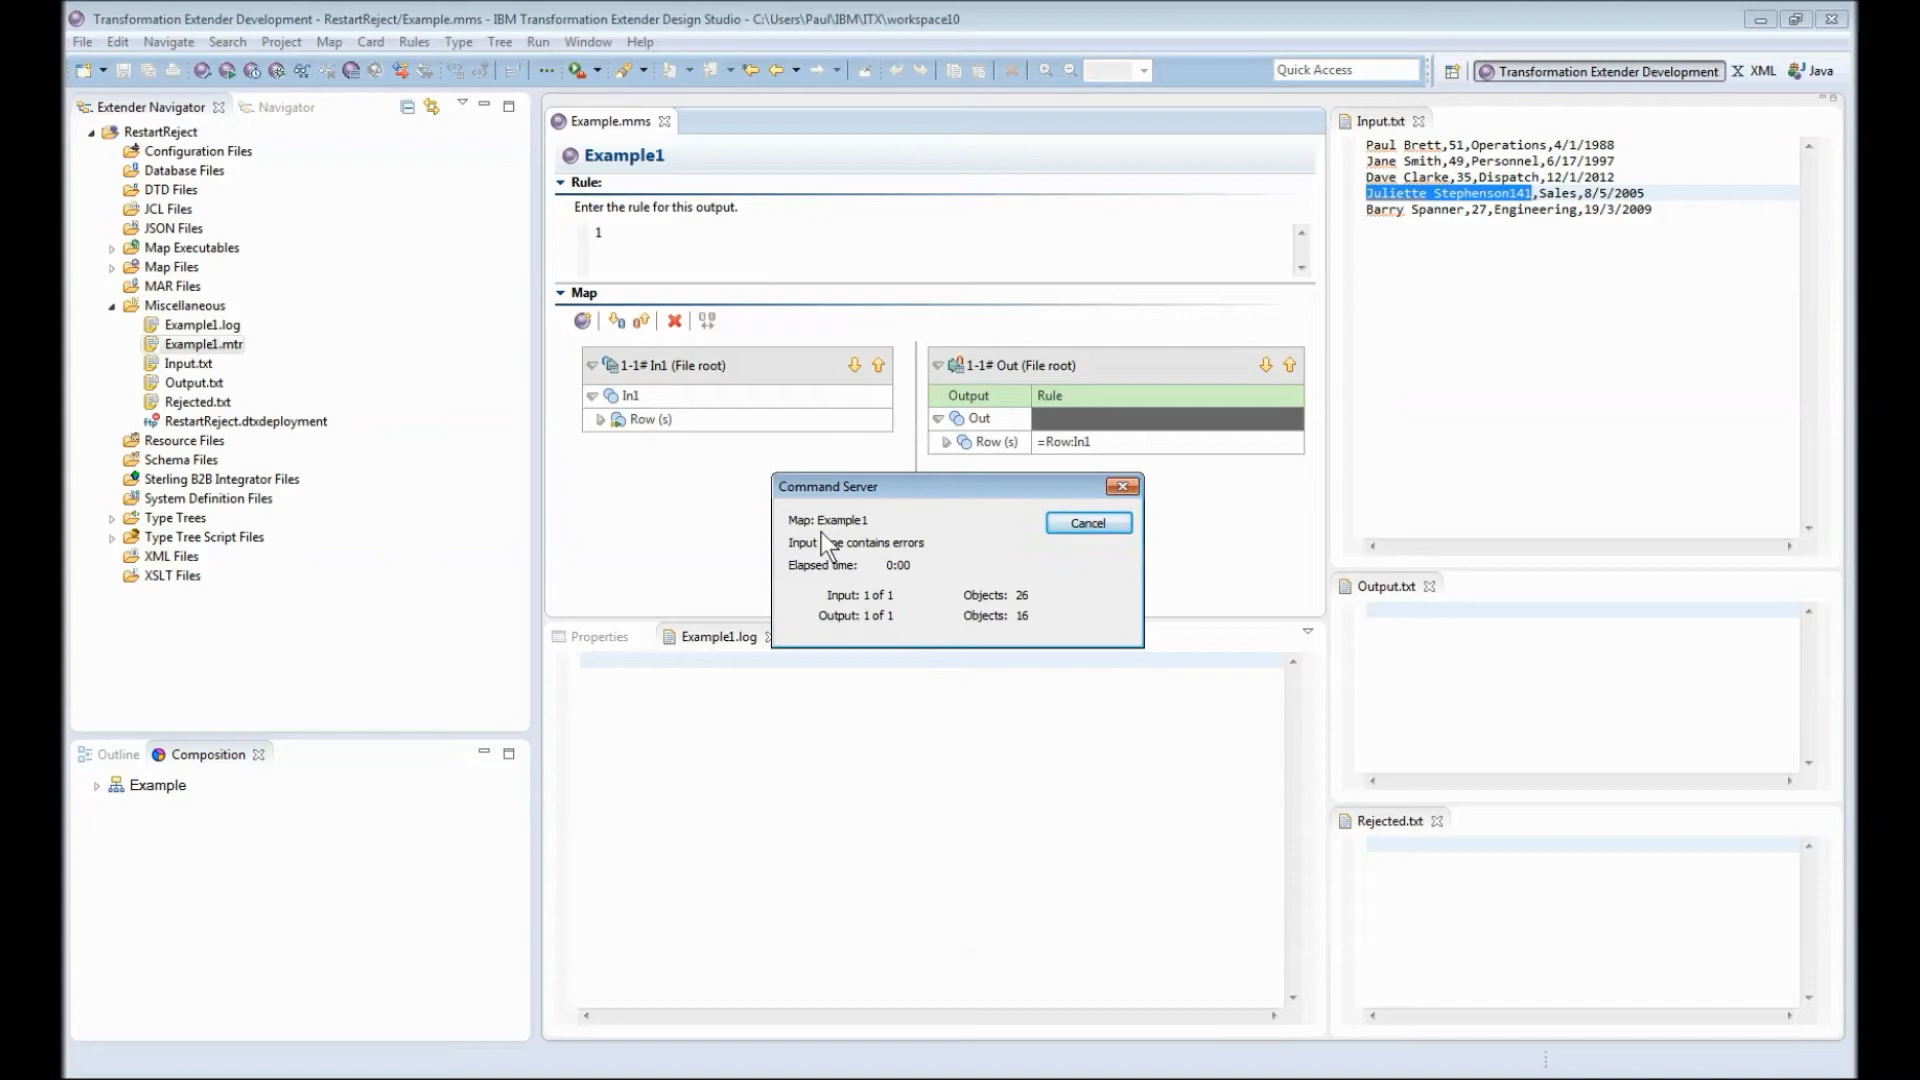 Transformation Extender Development - RestartReject/Example.mms - IBM Transformation Extender Design Studio - C:\Users\Paul\IBM\ITX\workspace10
File Edit Navigate Search Project Map Card Rules Type Tree Run Window Help
Quick Access
Transformation Extender Development
XML
Java
Extender Navigator
Navigator
RestartReject
Configuration Files
Database Files
DTD Files
JCL Files
JSON Files
Map Executables
Map Files
MAR Files
Miscellaneous
Example1.log
Example1.mtr
Input.txt
Output.txt
Rejected.txt
RestartReject.dtxdeployment
Resource Files
Schema Files
Sterling B2B Integrator Files
System Definition Files
Type Trees
Type Tree Script Files
XML Files
XSLT Files
Outline
Composition
Example
Example.mms
Example1
Rule:
Enter the rule for this output.
1
Map
1-1# In1 (File root)
In1
Row (s)
1-1# Out (File root)
Output Rule
Out
Row (s) =Row:In1
Command Server
Map: Example1
Cancel
Input contains errors
Elapsed time: 0:00
Input: 1 of 1 Objects: 26
Output: 1 of 1 Objects: 16
Properties
Example1.log
Input.txt
Paul Brett,51,Operations,4/1/1988
Jane Smith,49,Personnel,6/17/1997
Dave Clarke,35,Dispatch,12/1/2012
Juliette Stephenson141,Sales,8/5/2005
Barry Spanner,27,Engineering,19/3/2009
Output.txt
Rejected.txt